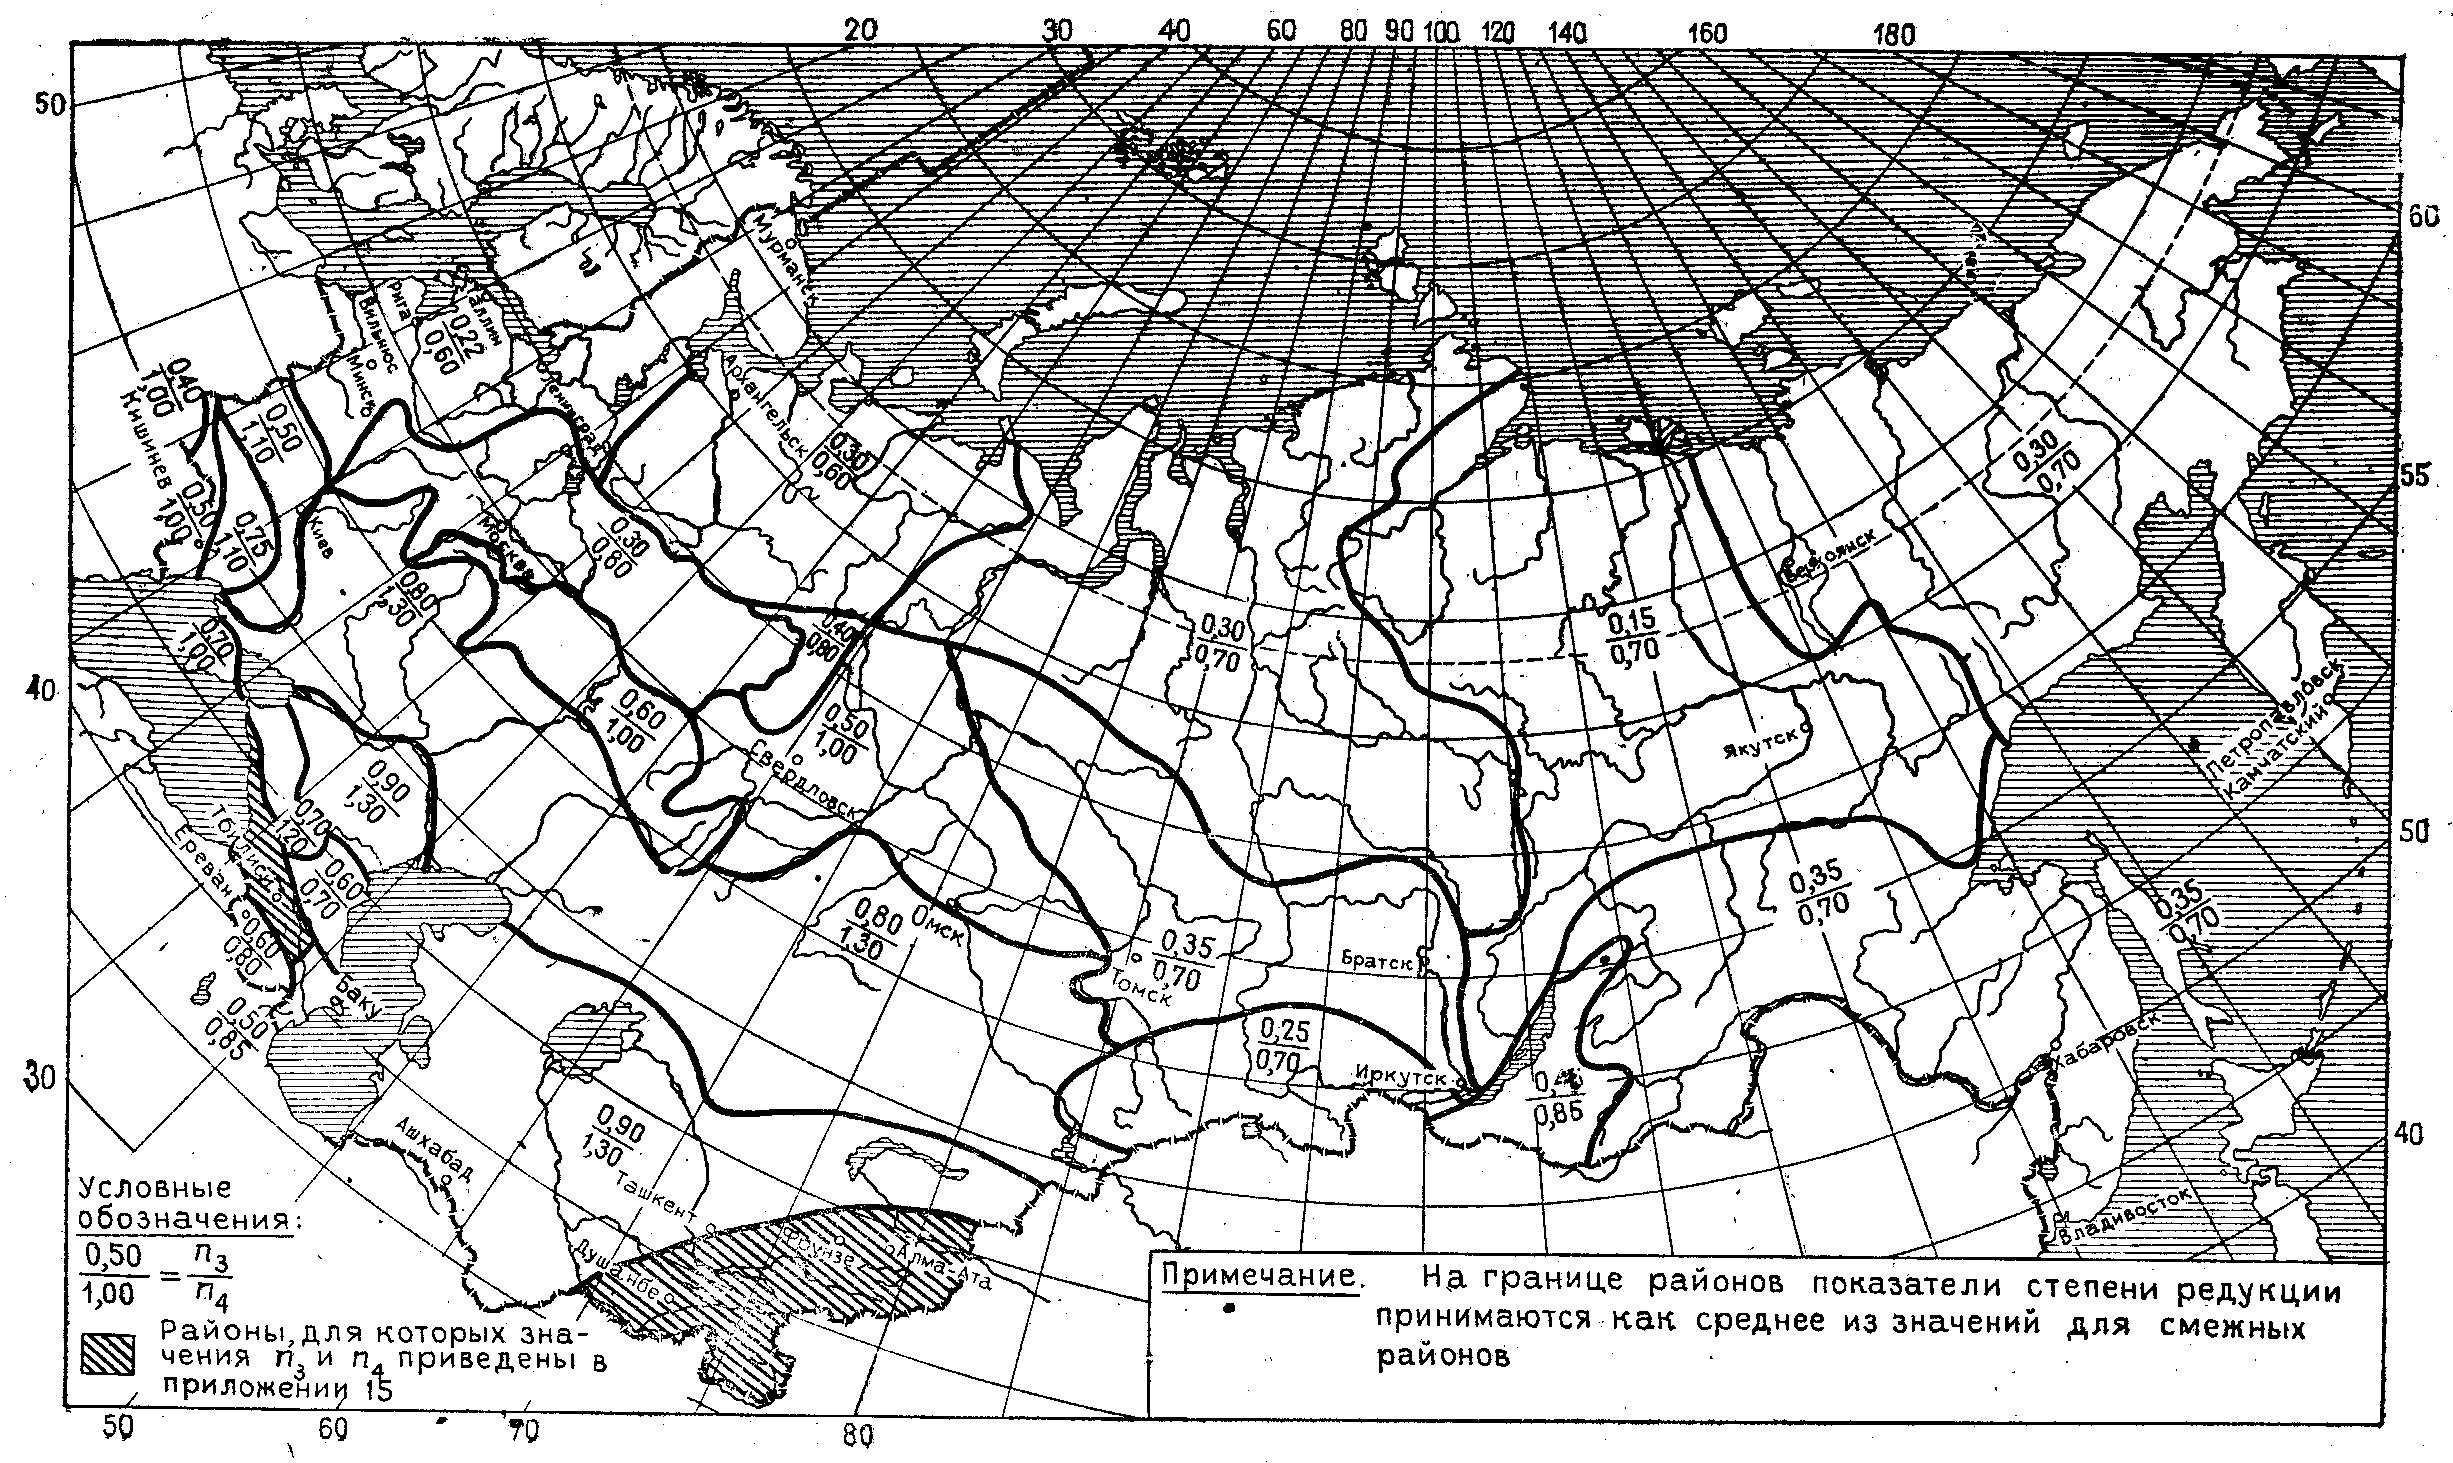 20 30 40 60 80 90 100 120 140 160 180
50
60
55
50
40
40
30
50 60 70 80
Мурманск
Таллин
Рига
Вильнюс
Минск
Ленинград
Архангельск
Кишинев
Киев
Москва
Верхоянск
Якутск
Петропавловск
Камчатский
Свердловск
Омск
Томск
Братск
Иркутск
Хабаровск
Владивосток
Тбилиси
Ереван
Баку
Ашхабад
Ташкент
Душанбе
Фрунзе
Алма-Ата
0,22
0,60
0,40
1,00
0,50
1,10
0,50
1,00
1,10
0,75
0,30
0,60
0,30
0,80
0,80
1,30
0,70
1,00
0,40
0,80
0,60
1,00
0,50
1,00
0,30
0,70
0,15
0,70
0,30
0,70
0,90
1,30
0,70
1,20
0,60
0,70
0,60
0,80
0,50
0,85
0,80
1,30
0,35
0,70
0,25
0,70
0,85
0,35
0,70
0,35
0,70
0,90
1,30
Условные
обозначения:
0,50 = n3
1,00 n4
Районы, для которых зна-
чения n3 и n4 приведены в
приложении 15
Примечание. На границе районов показатели степени редукции
принимаются как среднее из значений для смежных
районов